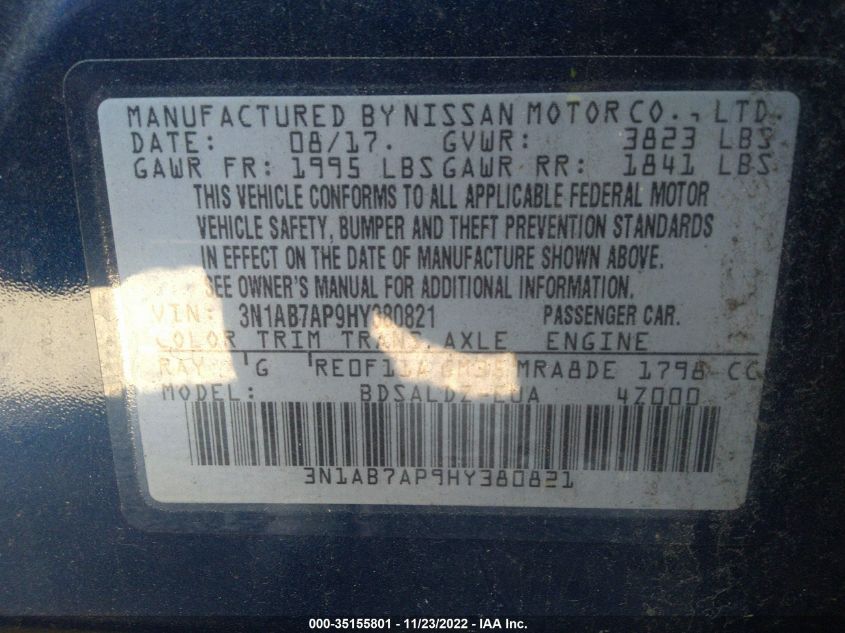 MANUFACTURED BY NISSAN MOTOR CO., LTD.
DATE: 08/17. GVWR: 3823 LBS
GAWR FR: 1995 LBS GAWR RR: 1841 LBS
THIS VEHICLE CONFORMS TO ALL APPLICABLE FEDERAL MOTOR
VEHICLE SAFETY, BUMPER AND THEFT PREVENTION STANDARDS
IN EFFECT ON THE DATE OF MANUFACTURE SHOWN ABOVE.
SEE OWNER'S MANUAL FOR ADDITIONAL INFORMATION.
VIN: 3N1AB7AP9HY380821 PASSENGER CAR.
COLOR TRIM TRANS. AXLE ENGINE
RAY G MRA8DE 1798 CC
MODEL: 47000
3N1AB7AP9HY380821
000-35155801 - 11/23/2022 - IAA Inc.